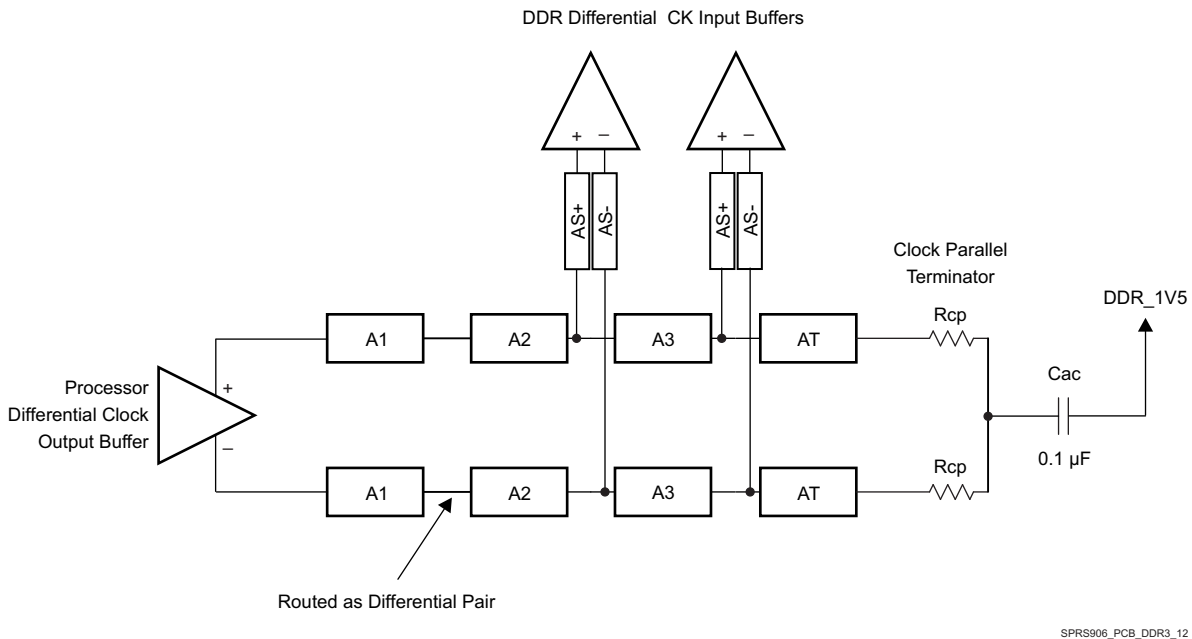 DDR Differential CK Input Buffers
+ – + –
AS+ AS- AS+ AS-
Clock Parallel
Terminator
DDR_1V5
A1 A2 A3 AT Rcp
Processor
Differential Clock
Output Buffer
+
–
Cac
0.1 µF
A1 A2 A3 AT Rcp
Routed as Differential Pair
SPRS906_PCB_DDR3_12